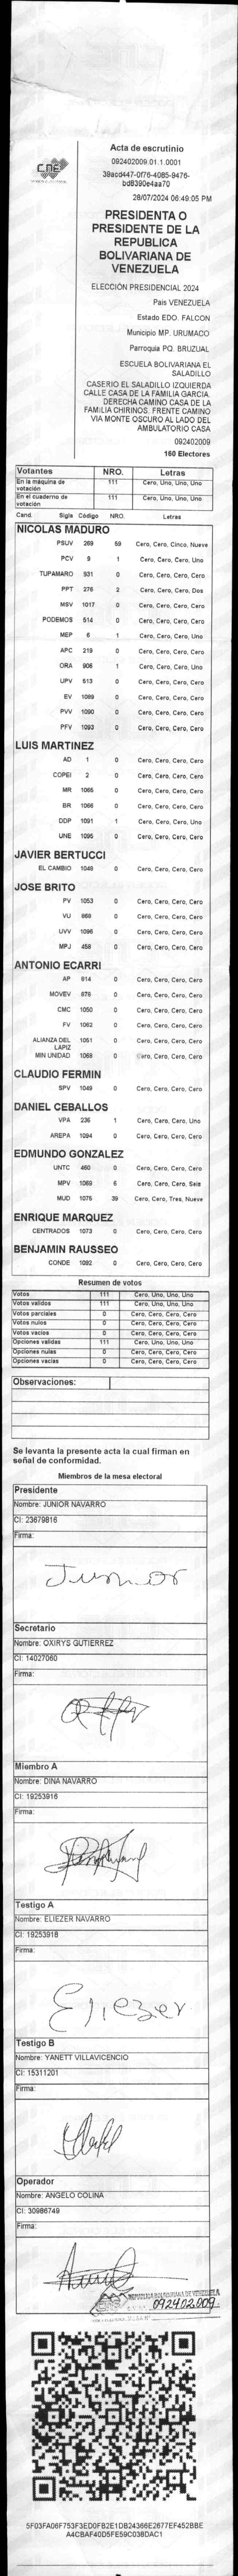 Acta de escrutinio
092402009.01.1.0001
39acd447-0f76-4085-9476-
bd8390e4aa70
28/07/2024 06:49:05 PM
CNE
PRESIDENTA O
PRESIDENTE DE LA
REPUBLICA
BOLIVARIANA DE
VENEZUELA
ELECCIÓN PRESIDENCIAL 2024
Pais VENEZUELA
Estado EDO. FALCON
Municipio MP. URUMACO
Parroquia PQ. BRUZUAL
ESCUELA BOLIVARIANA EL
SALADILLO
CASERIO EL SALADILLO IZQUIERDA
CALLE CASA DE LA FAMILIA GARCIA.
DERECHA CAMINO CASA DE LA
FAMILIA CHIRINOS. FRENTE CAMINO
VIA MONTE OSCURO AL LADO DEL
AMBULATORIO CASA
092402009
160 Electores
Votantes NRO. Letras
En la máquina de votación 111 Cero, Uno, Uno, Uno
En el cuaderno de votación 111 Cero, Uno, Uno, Uno
Cand. Sigla Código NRO. Letras
NICOLAS MADURO
PSUV 269 59 Cero, Cero, Cinco, Nueve
PCV 9 1 Cero, Cero, Cero, Uno
TUPAMARO 931 0 Cero, Cero, Cero, Cero
PPT 276 2 Cero, Cero, Cero, Dos
MSV 1017 0 Cero, Cero, Cero, Cero
PODEMOS 514 0 Cero, Cero, Cero, Cero
MEP 6 1 Cero, Cero, Cero, Uno
APC 219 0 Cero, Cero, Cero, Cero
ORA 906 1 Cero, Cero, Cero, Uno
UPV 513 0 Cero, Cero, Cero, Cero
EV 1089 0 Cero, Cero, Cero, Cero
PVV 1090 0 Cero, Cero, Cero, Cero
PFV 1093 0 Cero, Cero, Cero, Cero
LUIS MARTINEZ
AD 1 0 Cero, Cero, Cero, Cero
COPEI 2 0 Cero, Cero, Cero, Cero
MR 1065 0 Cero, Cero, Cero, Cero
BR 1066 0 Cero, Cero, Cero, Cero
DDP 1091 1 Cero, Cero, Cero, Uno
UNE 1095 0 Cero, Cero, Cero, Cero
JAVIER BERTUCCI
EL CAMBIO 1048 0 Cero, Cero, Cero, Cero
JOSE BRITO
PV 1053 0 Cero, Cero, Cero, Cero
VU 868 0 Cero, Cero, Cero, Cero
UVV 1096 0 Cero, Cero, Cero, Cero
MPJ 458 0 Cero, Cero, Cero, Cero
ANTONIO ECARRI
AP 814 0 Cero, Cero, Cero, Cero
MOVEV 878 0 Cero, Cero, Cero, Cero
CMC 1050 0 Cero, Cero, Cero, Cero
FV 1062 0 Cero, Cero, Cero, Cero
ALIANZA DEL LAPIZ 1051 0 Cero, Cero, Cero, Cero
MIN UNIDAD 1068 0 Cero, Cero, Cero, Cero
CLAUDIO FERMIN
SPV 1049 0 Cero, Cero, Cero, Cero
DANIEL CEBALLOS
VPA 236 1 Cero, Cero, Cero, Uno
AREPA 1094 0 Cero, Cero, Cero, Cero
EDMUNDO GONZALEZ
UNTC 460 0 Cero, Cero, Cero, Cero
MPV 1069 6 Cero, Cero, Cero, Seis
MUD 1075 39 Cero, Cero, Tres, Nueve
ENRIQUE MARQUEZ
CENTRADOS 1073 0 Cero, Cero, Cero, Cero
BENJAMIN RAUSSEO
CONDE 1092 0 Cero, Cero, Cero, Cero
Resumen de votos
Votos 111 Cero, Uno, Uno, Uno
Votos validos 111 Cero, Uno, Uno, Uno
Votos parciales 0 Cero, Cero, Cero, Cero
Votos nulos 0 Cero, Cero, Cero, Cero
Votos vacios 0 Cero, Cero, Cero, Cero
Opciones validas 111 Cero, Uno, Uno, Uno
Opciones nulas 0 Cero, Cero, Cero, Cero
Opciones vacias 0 Cero, Cero, Cero, Cero
Observaciones:
Se levanta la presente acta la cual firman en
señal de conformidad.
Miembros de la mesa electoral
Presidente
Nombre: JUNIOR NAVARRO
CI: 23679816
Firma:
Junior
Secretario
Nombre: OXIRYS GUTIERREZ
CI: 14027060
Firma:
Miembro A
Nombre: DINA NAVARRO
CI: 19253916
Firma:
Testigo A
Nombre: ELIEZER NAVARRO
CI: 19253918
Firma:
Eliezer
Testigo B
Nombre: YANETT VILLAVICENCIO
CI: 15311201
Firma:
Operador
Nombre: ANGELO COLINA
CI: 30986749
Firma:
REPUBLICA BOLIVARIANA DE VENEZUELA
092402009
5F03FA06F753F3ED0FB2E1DB24366E2677EF452BBE
A4CBAF40D5FE59C038DAC1